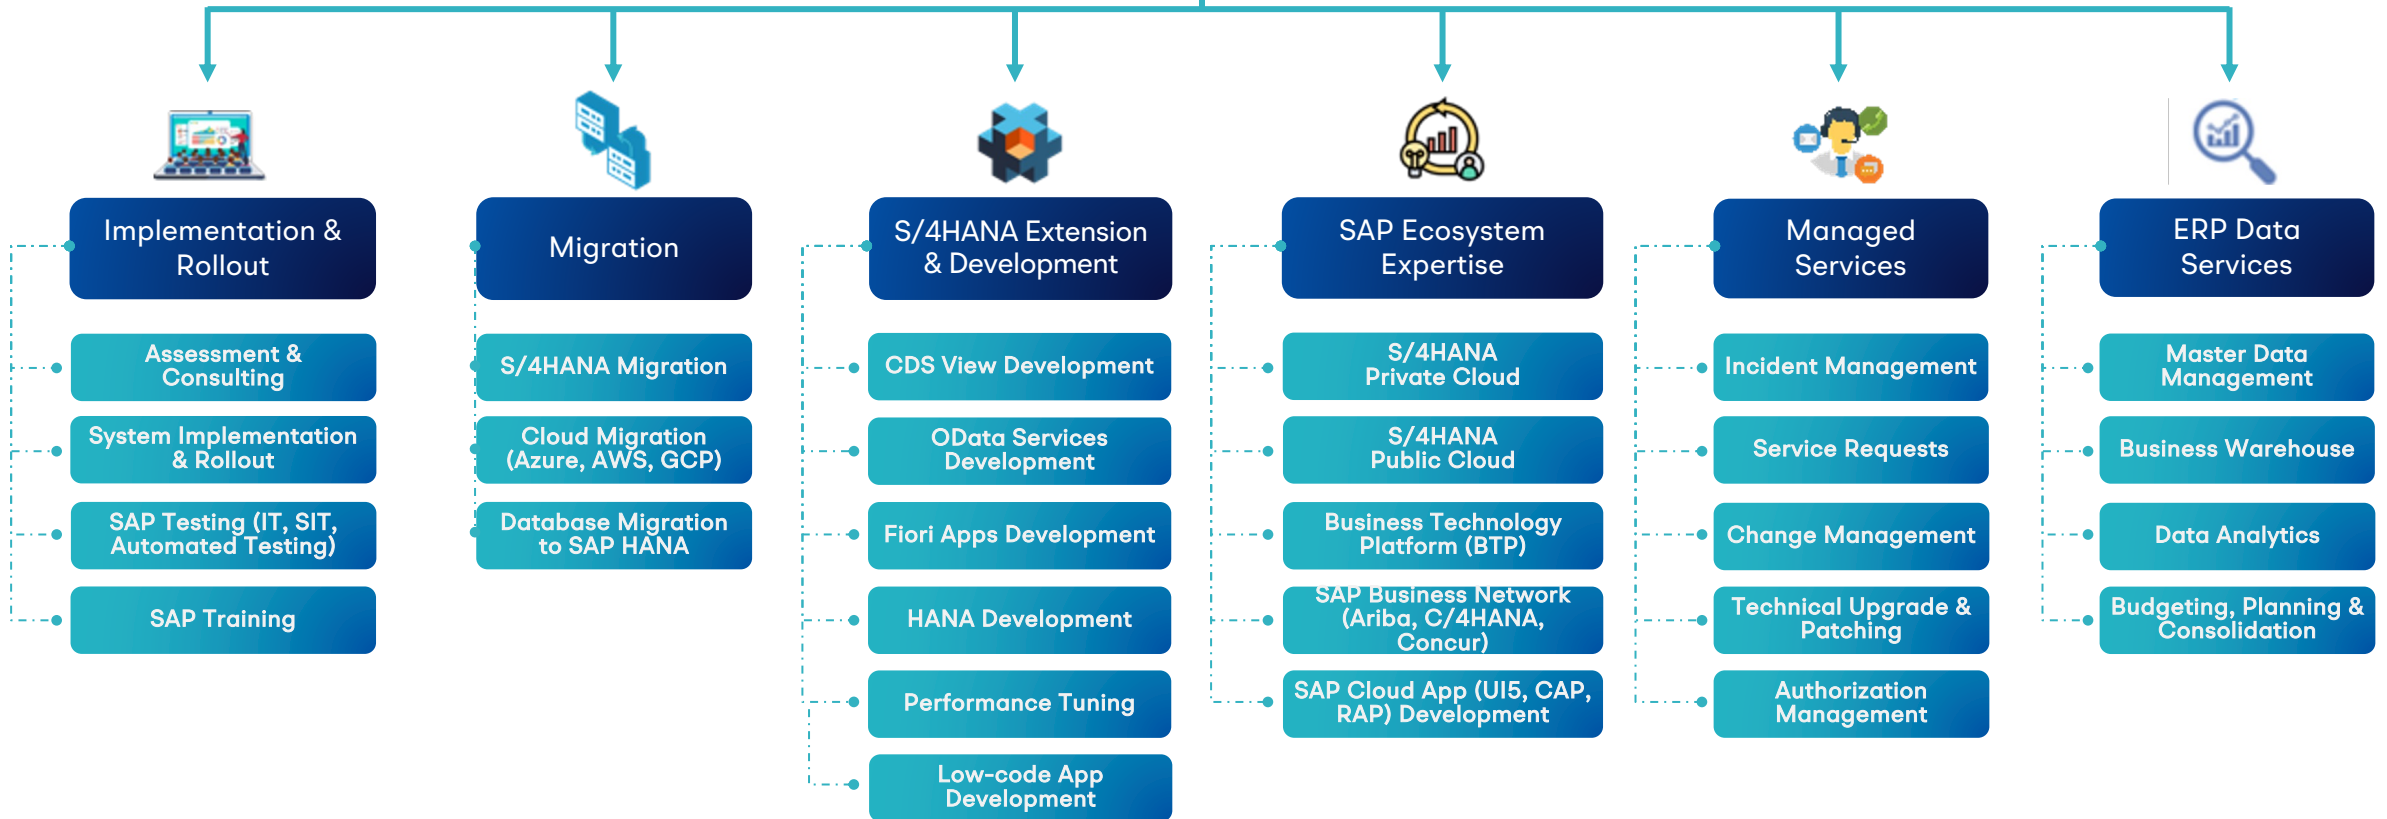 Implementation &
Rollout
Assessment &
Consulting
System Implementation
& Rollout
SAP Testing (IT, SIT,
Automated Testing)
SAP Training
Migration
S/4HANA Migration
Cloud Migration
(Azure, AWS, GCP)
Database Migration
to SAP HANA
S/4HANA Extension
& Development
CDS View Development
OData Services
Development
Fiori Apps Development
HANA Development
Performance Tuning
Low-code App
Development
SAP Ecosystem
Expertise
S/4HANA
Private Cloud
S/4HANA
Public Cloud
Business Technology
Platform (BTP)
SAP Business Network
(Ariba, C/4HANA,
Concur)
SAP Cloud App (UI5, CAP,
RAP) Development
Managed
Services
Incident Management
Service Requests
Change Management
Technical Upgrade &
Patching
Authorization
Management
ERP Data
Services
Master Data
Management
Business Warehouse
Data Analytics
Budgeting, Planning &
Consolidation